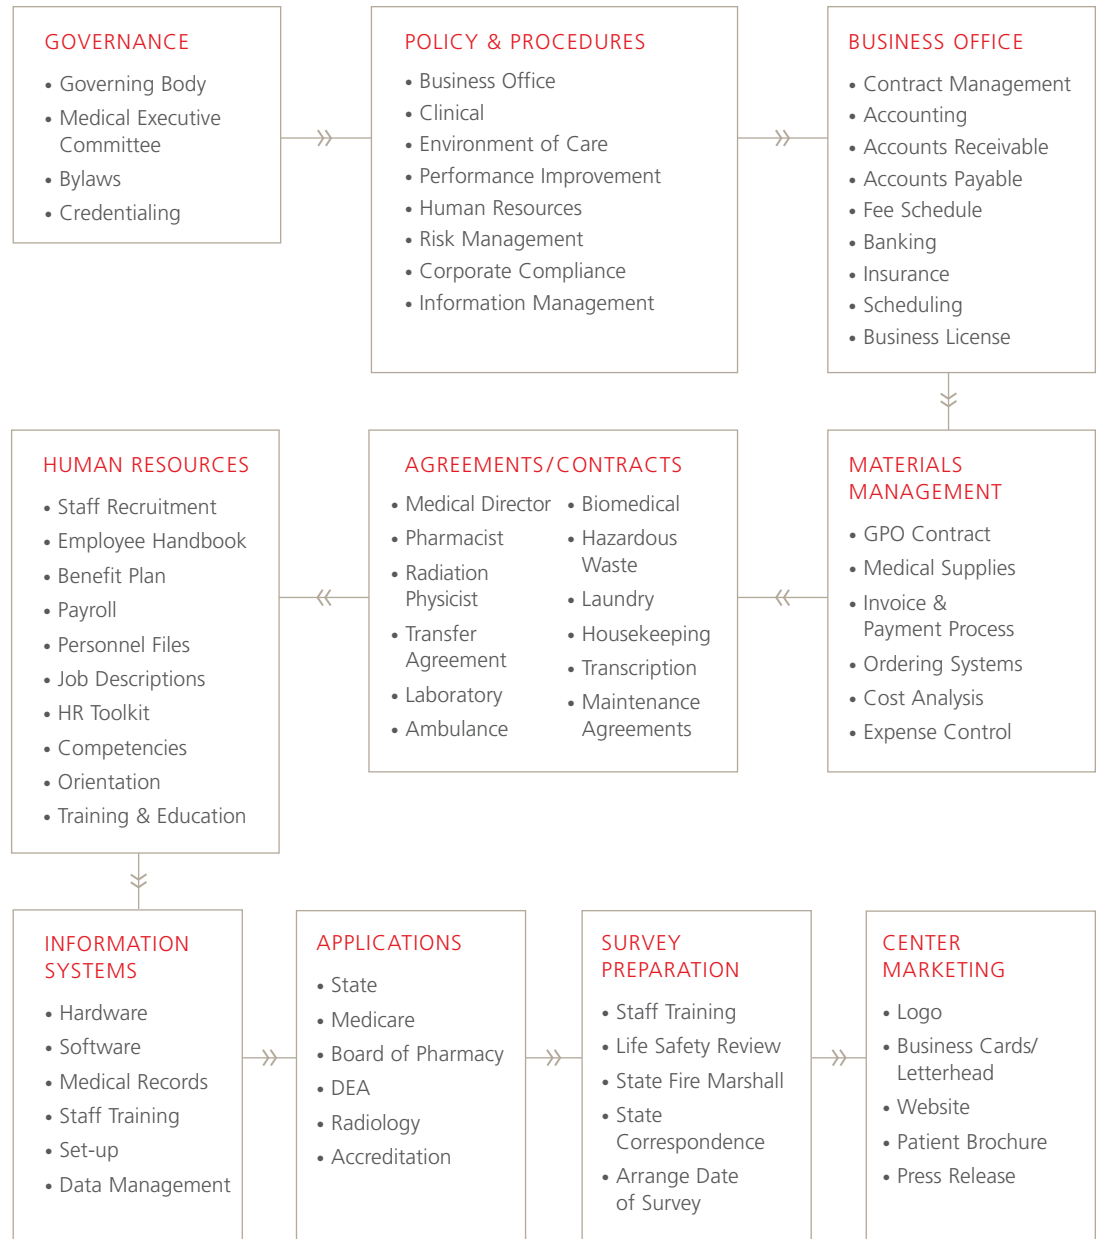 GOVERNANCE
• Governing Body
• Medical Executive
Committee
• Bylaws
• Credentialing
POLICY & PROCEDURES
• Business Office
• Clinical
• Environment of Care
• Performance Improvement
• Human Resources
• Risk Management
• Corporate Compliance
• Information Management
BUSINESS OFFICE
• Contract Management
• Accounting
• Accounts Receivable
• Accounts Payable
• Fee Schedule
• Banking
• Insurance
• Scheduling
• Business License
MATERIALS
MANAGEMENT
• GPO Contract
• Medical Supplies
• Invoice &
Payment Process
• Ordering Systems
• Cost Analysis
• Expense Control
AGREEMENTS/CONTRACTS
• Medical Director
• Pharmacist
• Radiation
Physicist
• Transfer
Agreement
• Laboratory
• Ambulance
• Biomedical
• Hazardous
Waste
• Laundry
• Housekeeping
• Transcription
• Maintenance
Agreements
HUMAN RESOURCES
• Staff Recruitment
• Employee Handbook
• Benefit Plan
• Payroll
• Personnel Files
• Job Descriptions
• HR Toolkit
• Competencies
• Orientation
• Training & Education
INFORMATION
SYSTEMS
• Hardware
• Software
• Medical Records
• Staff Training
• Set-up
• Data Management
APPLICATIONS
• State
• Medicare
• Board of Pharmacy
• DEA
• Radiology
• Accreditation
SURVEY
PREPARATION
• Staff Training
• Life Safety Review
• State Fire Marshall
• State
Correspondence
• Arrange Date
of Survey
CENTER
MARKETING
• Logo
• Business Cards/
Letterhead
• Website
• Patient Brochure
• Press Release